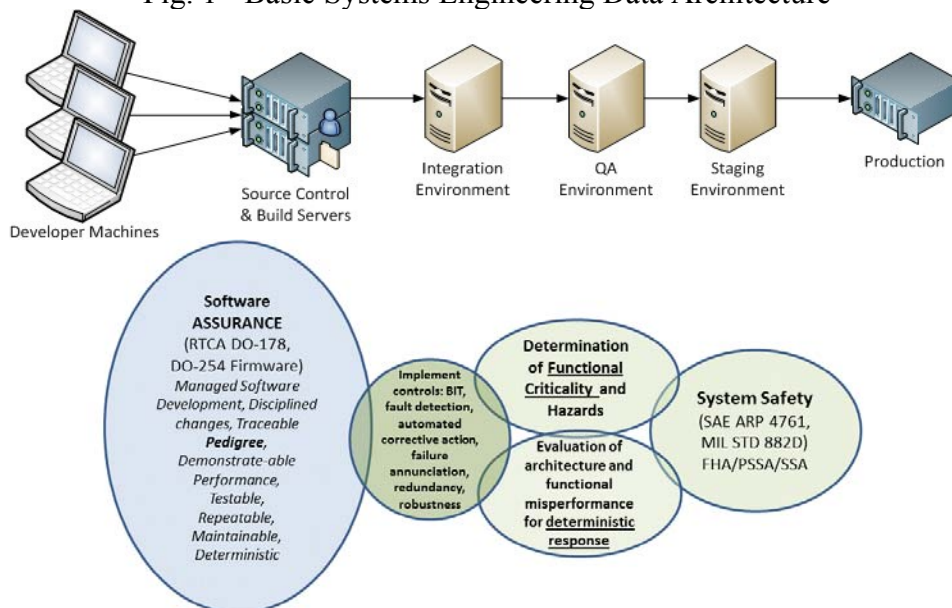 Fig. 1 - Basic Systems Engineering Data Architecture
Developer Machines
Source Control
& Build Servers
Integration
Environment
QA
Environment
Staging
Environment
Production
Software
ASSURANCE
(RTCA DO-178,
DO-254 Firmware)
Managed Software
Development, Disciplined
changes, Traceable
Pedigree,
Demonstrate-able
Performance,
Testable,
Repeatable,
Maintainable,
Deterministic
Implement
controls: BIT,
fault detection,
automated
corrective action,
failure
annunciation,
redundancy,
robustness
Determination
of Functional
Criticality and
Hazards
Evaluation of
architecture and
functional
misperformance
for deterministic
response
System Safety
(SAE ARP 4761,
MIL STD 882D)
FHA/PSSA/SSA